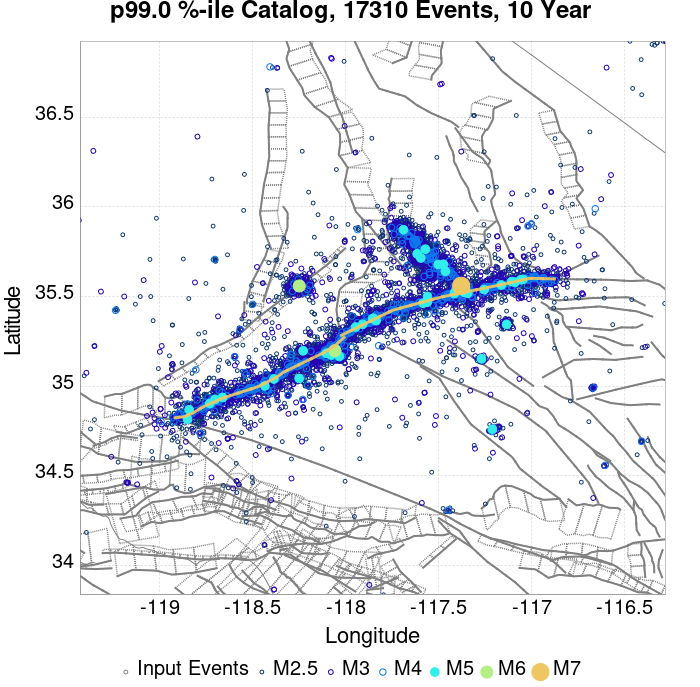 p99.0 %-ile Catalog, 17310 Events, 10 Year
Latitude
36.5
36
35.5
35
34.5
34
-119 -118.5 -118 -117.5 -117 -116.5
Longitude
Input Events M2.5 M3 M4 M5 M6 M7